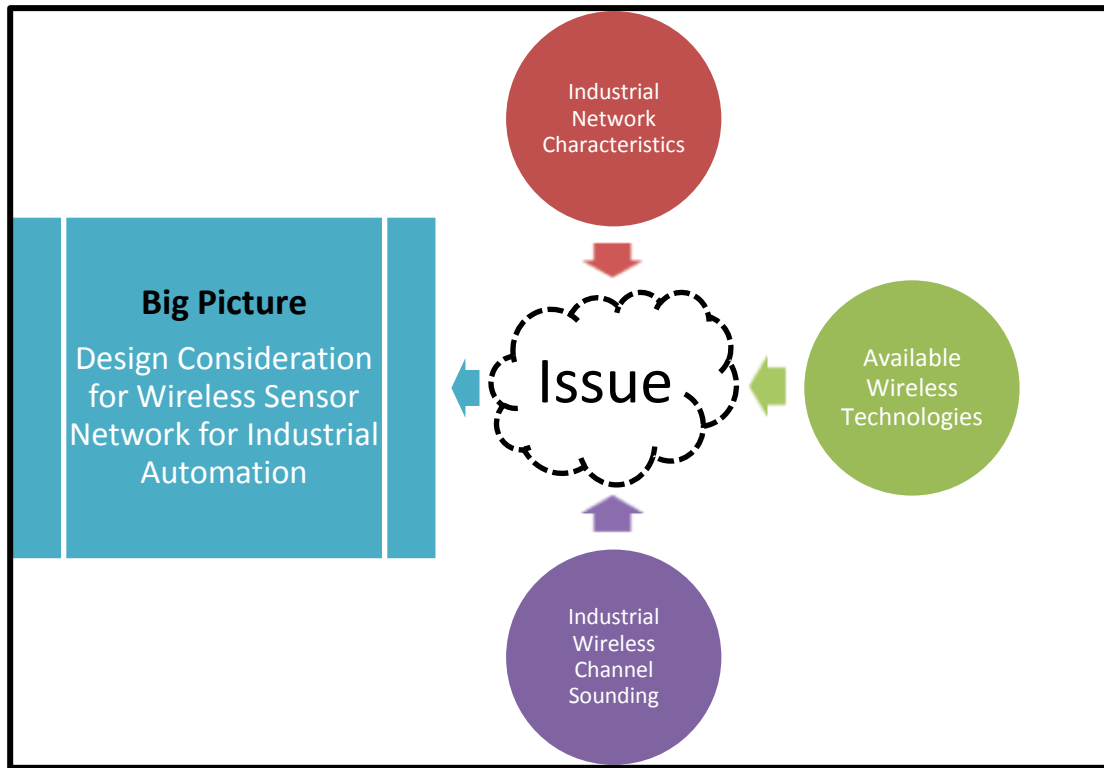 Industrial
Network
Characteristics
Big Picture
Design Consideration
for Wireless Sensor
Network for Industrial
Automation
Issue
Available
Wireless
Technologies
Industrial
Wireless
Channel
Sounding